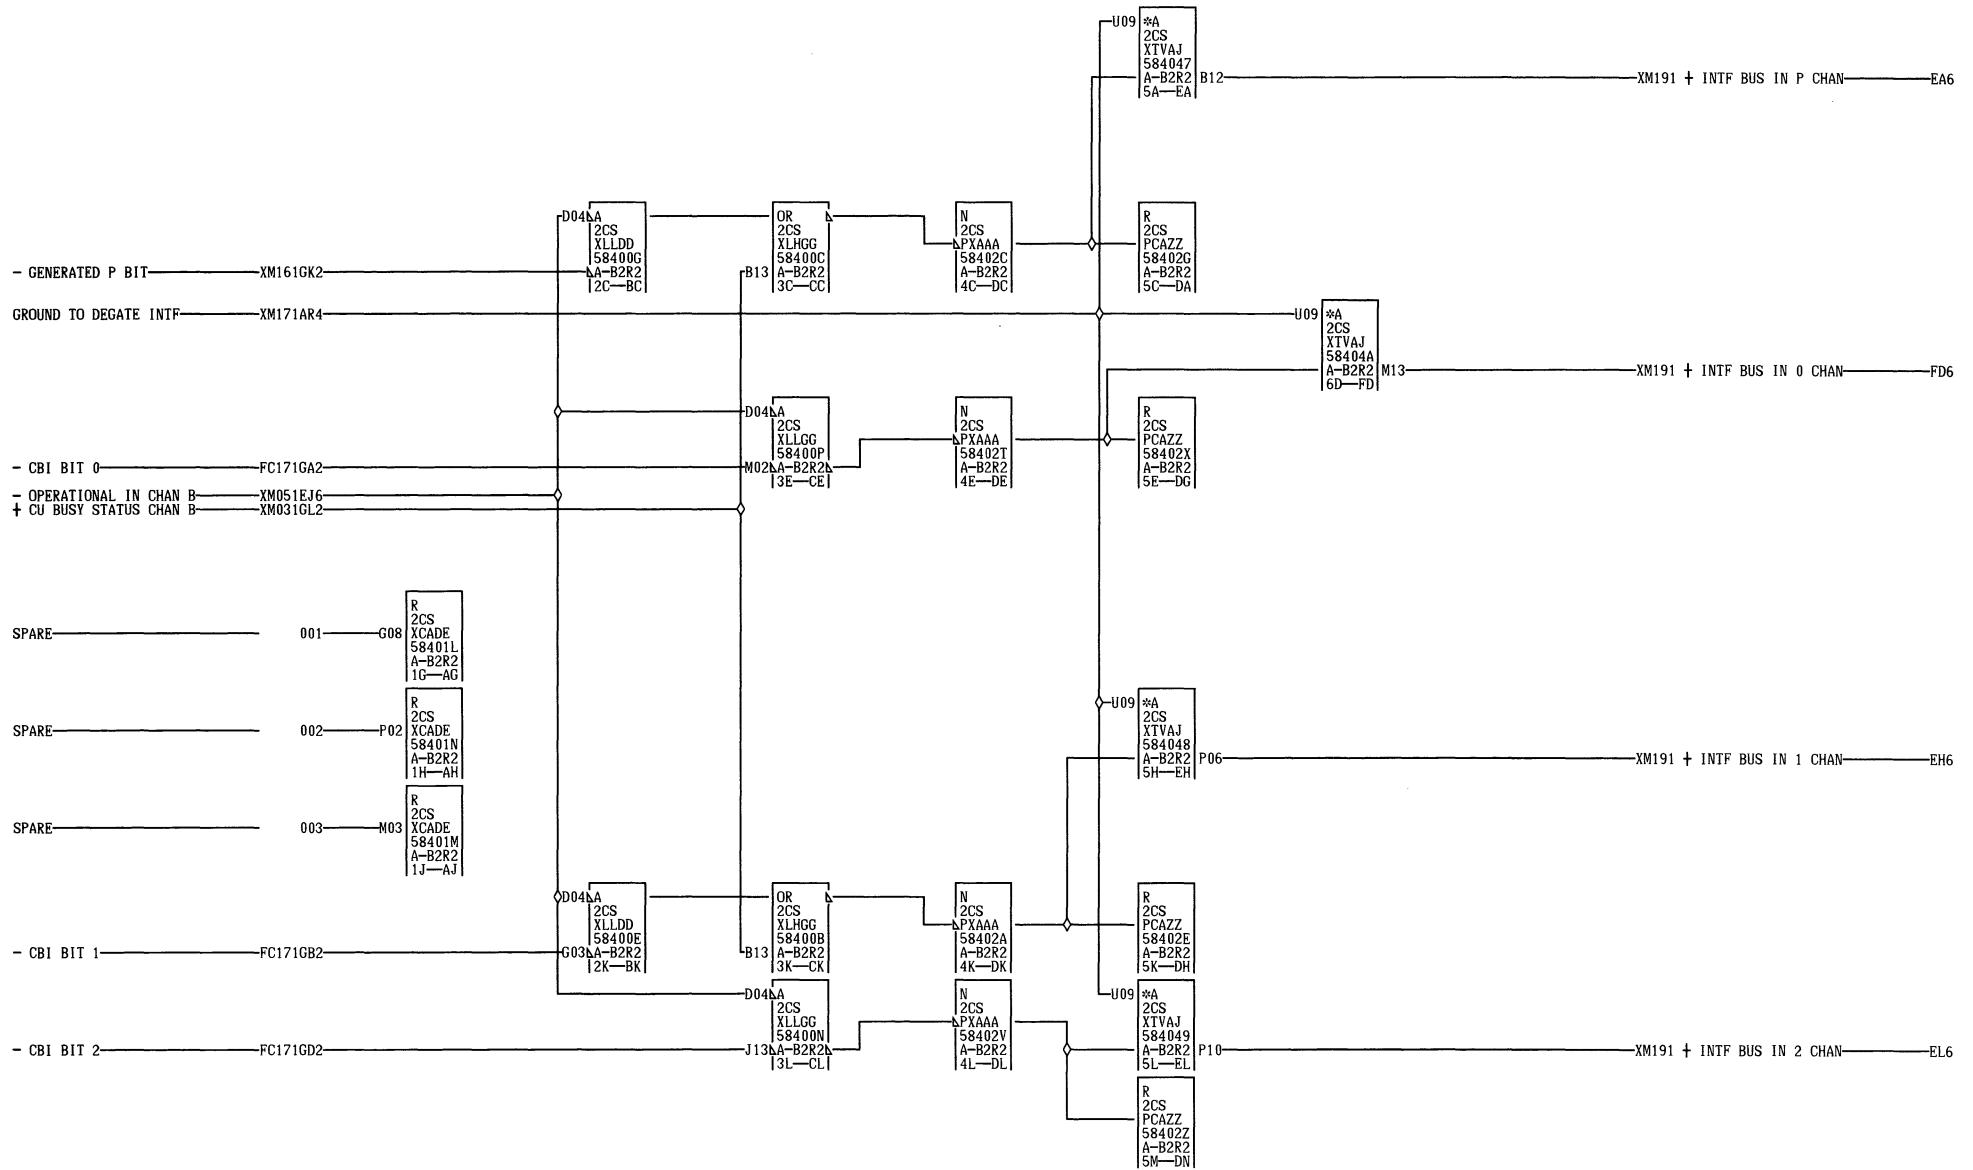 U09 *A
2CS
XTVAJ
584047
A-B2R2 B12 XM191 + INTF BUS IN P CHAN EA6
5A—EA
D04 A
2CS
XLLDD
58400G
- GENERATED P BIT XM161GK2 A-B2R2
2C—BC
OR
2CS
XLHGG
58400C
B13 A-B2R2
3C—CC
N
2CS
PXAAA
58402C
A-B2R2
4C—DC
R
2CS
PCAZZ
58402G
A-B2R2
5C—DA
GROUND TO DEGATE INTF XM171AR4 U09 *A
2CS
XTVAJ
58404A
A-B2R2 M13 XM191 + INTF BUS IN 0 CHAN FD6
6D—FD
D04 A
2CS
XLLGG
58400P
- CBI BIT 0 FC171GA2 M02 A-B2R2
3E—CE
N
2CS
PXAAA
58402T
A-B2R2
4E—DE
R
2CS
PCAZZ
58402X
A-B2R2
5E—DG
- OPERATIONAL IN CHAN B XM051EJ6
+ CU BUSY STATUS CHAN B XM031GL2
R
2CS
SPARE 001 G08 XCADE
58401L
A-B2R2
1G—AG
R
2CS
SPARE 002 P02 XCADE
58401N
A-B2R2
1H—AH
U09 *A
2CS
XTVAJ
584048
A-B2R2 P06 XM191 + INTF BUS IN 1 CHAN EH6
5H—EH
R
2CS
SPARE 003 M03 XCADE
58401M
A-B2R2
1J—AJ
D04 A
2CS
XLLDD
58400E
- CBI BIT 1 FC171GB2 G03 A-B2R2
2K—BK
OR
2CS
XLHGG
58400B
B13 A-B2R2
3K—CK
N
2CS
PXAAA
58402A
A-B2R2
4K—DK
R
2CS
PCAZZ
58402E
A-B2R2
5K—DH
D04 A
2CS
XLLGG
58400N
- CBI BIT 2 FC171GD2 J13 A-B2R2
3L—CL
N
2CS
PXAAA
58402V
A-B2R2
4L—DL
U09 *A
2CS
XTVAJ
584049
A-B2R2 P10 XM191 + INTF BUS IN 2 CHAN EL6
5L—EL
R
2CS
PCAZZ
58402Z
A-B2R2
5M—DN